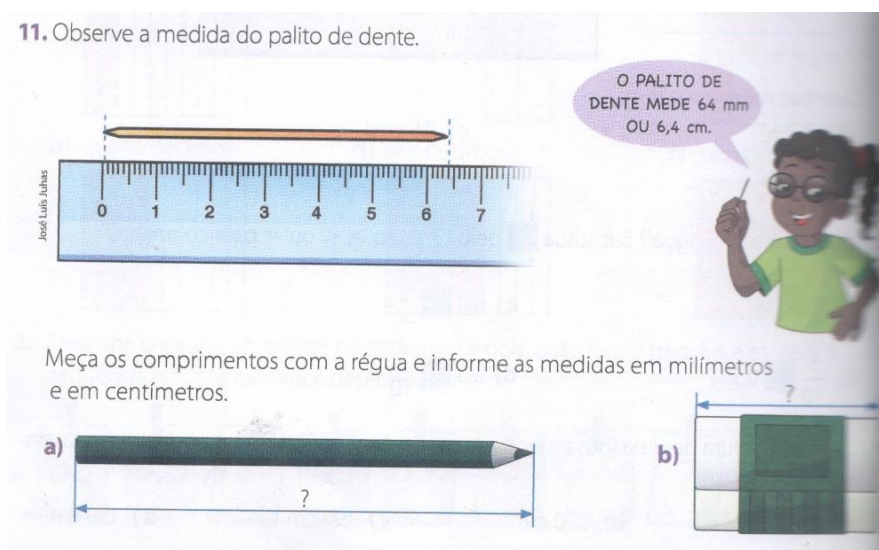 11. Observe a medida do palito de dente.
O PALITO DE
DENTE MEDE 64 mm
OU 6,4 cm.
José Luís Juhas
0 1 2 3 4 5 6 7
Meça os comprimentos com a régua e informe as medidas em milímetros
e em centímetros.
a)
?
b)
?